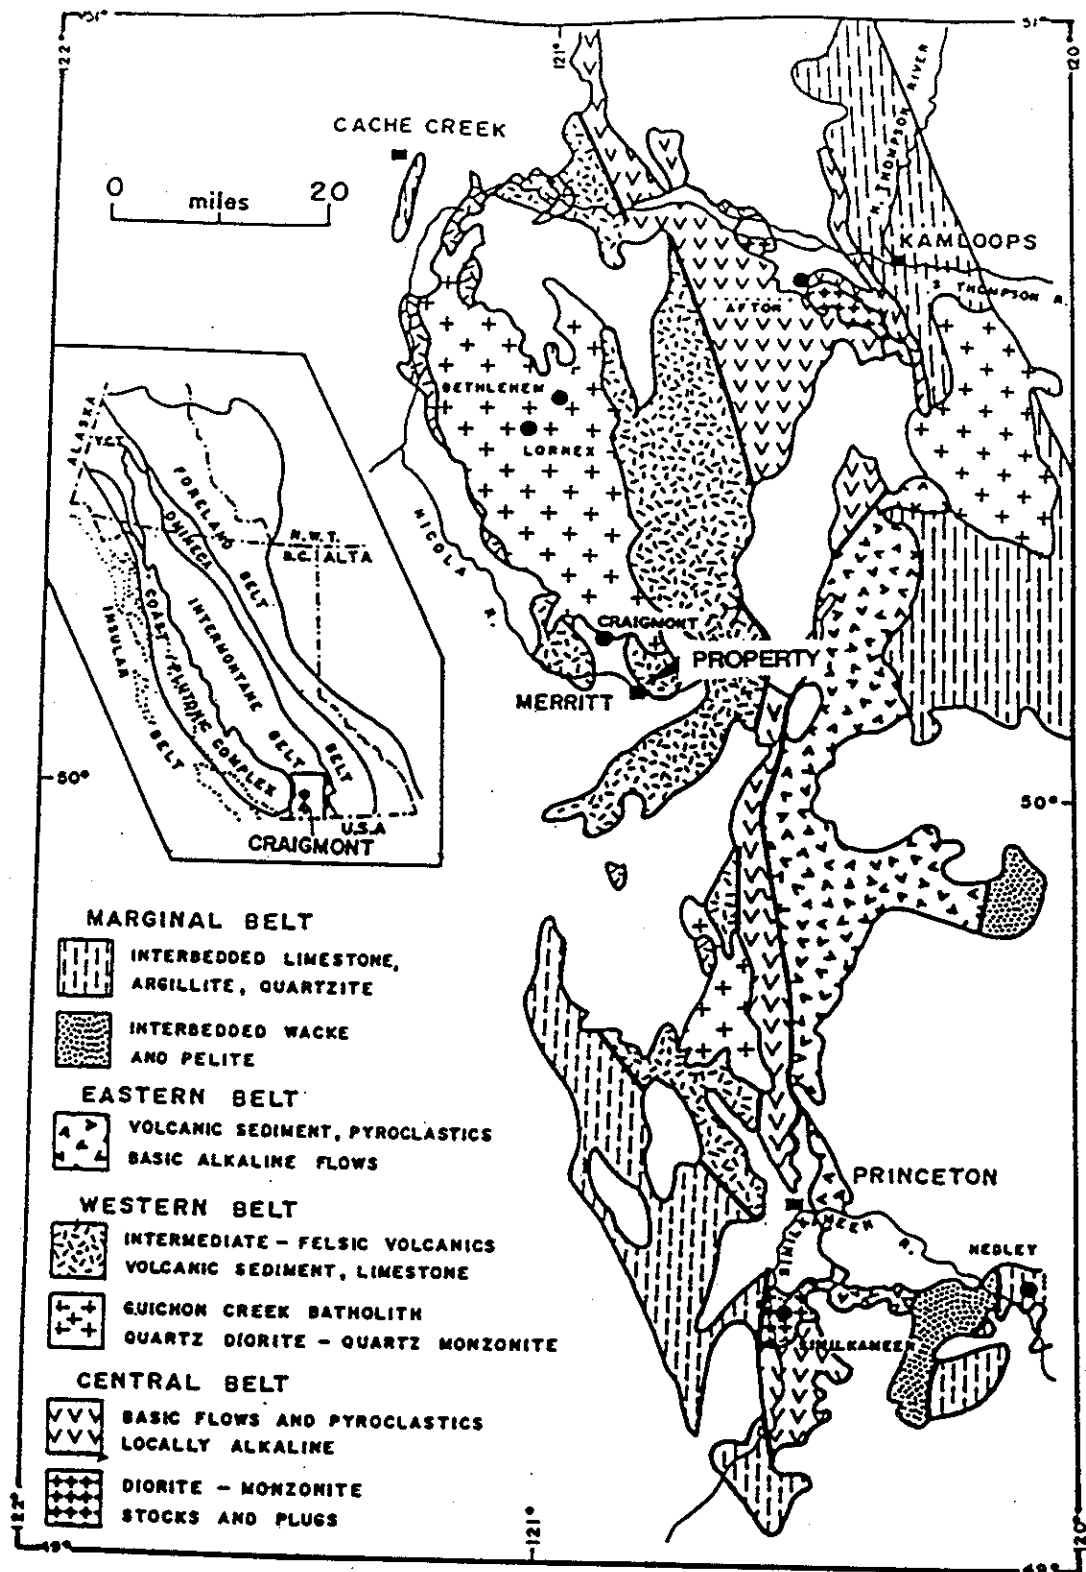 51°
51°
122°
121°
120°
CACHE CREEK
0 20
miles
N. THOMPSON RIVER
KAMLOOPS
S. THOMPSON R.
AFTON
BETHLEHEM
LORNEX
NICOLA R.
CRAIGMONT
PROPERTY
MERRITT
ALASKA
Y.C.T.
FORELAND BELT
OMINECA BELT
N.W.T.
B.C. ALTA
INTERMONTANE BELT
COAST PLUTONIC COMPLEX
INSULAR BELT
U.S.A
CRAIGMONT
50°
50°
MARGINAL BELT
INTERBEDDED LIMESTONE,
ARGILLITE, QUARTZITE
INTERBEDDED WACKE
AND PELITE
EASTERN BELT
VOLCANIC SEDIMENT, PYROCLASTICS
BASIC ALKALINE FLOWS
WESTERN BELT
INTERMEDIATE – FELSIC VOLCANICS
VOLCANIC SEDIMENT, LIMESTONE
GUICHON CREEK BATHOLITH
QUARTZ DIORITE – QUARTZ MONZONITE
CENTRAL BELT
BASIC FLOWS AND PYROCLASTICS
LOCALLY ALKALINE
DIORITE – MONZONITE
STOCKS AND PLUGS
PRINCETON
SIMILKAMEEN R.
HEDLEY
SIMILKAMEEN
122°
49°
121°
120°
49°